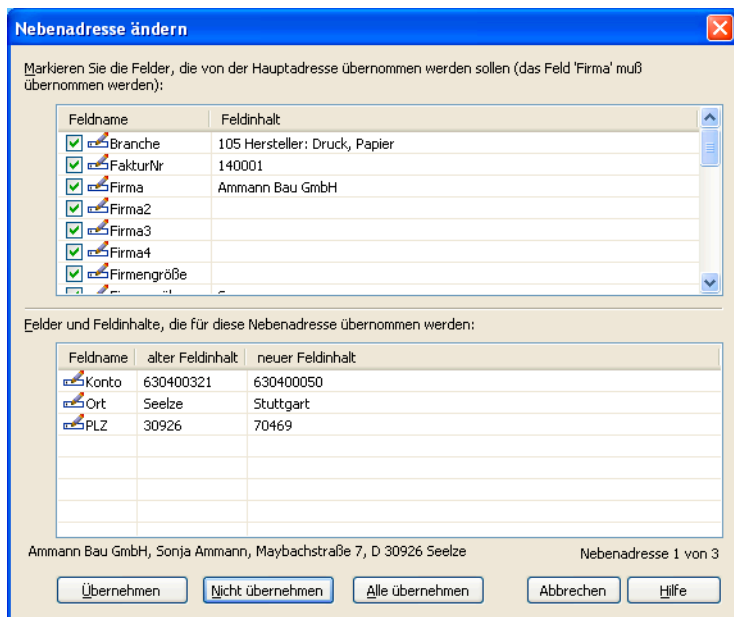 Nebenadresse ändern
Markieren Sie die Felder, die von der Hauptadresse übernommen werden sollen (das Feld 'Firma' muß
übernommen werden):
Feldname Feldinhalt
Branche 105 Hersteller: Druck, Papier
FakturNr 140001
Firma Ammann Bau GmbH
Firma2
Firma3
Firma4
Firmengröße
Felder und Feldinhalte, die für diese Nebenadresse übernommen werden:
Feldname alter Feldinhalt neuer Feldinhalt
Konto 630400321 630400050
Ort Seelze Stuttgart
PLZ 30926 70469
Ammann Bau GmbH, Sonja Ammann, Maybachstraße 7, D 30926 Seelze Nebenadresse 1 von 3
Übernehmen Nicht übernehmen Alle übernehmen Abbrechen Hilfe